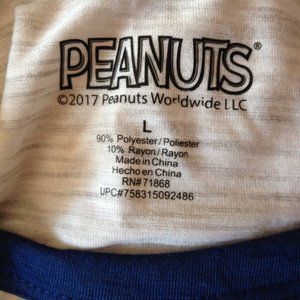 PEANUTS®
©2017 Peanuts Worldwide LLC
L
90% Polyester/Poliester
10% Rayon/Rayon
Made in China
Hecho en China
RN# 71868
UPC#758315092486